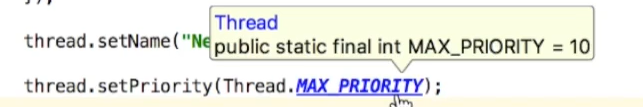 });
Thread
thread.setName("Ne
public static final int MAX_PRIORITY = 10
thread.setPriority(Thread.MAX_PRIORITY);